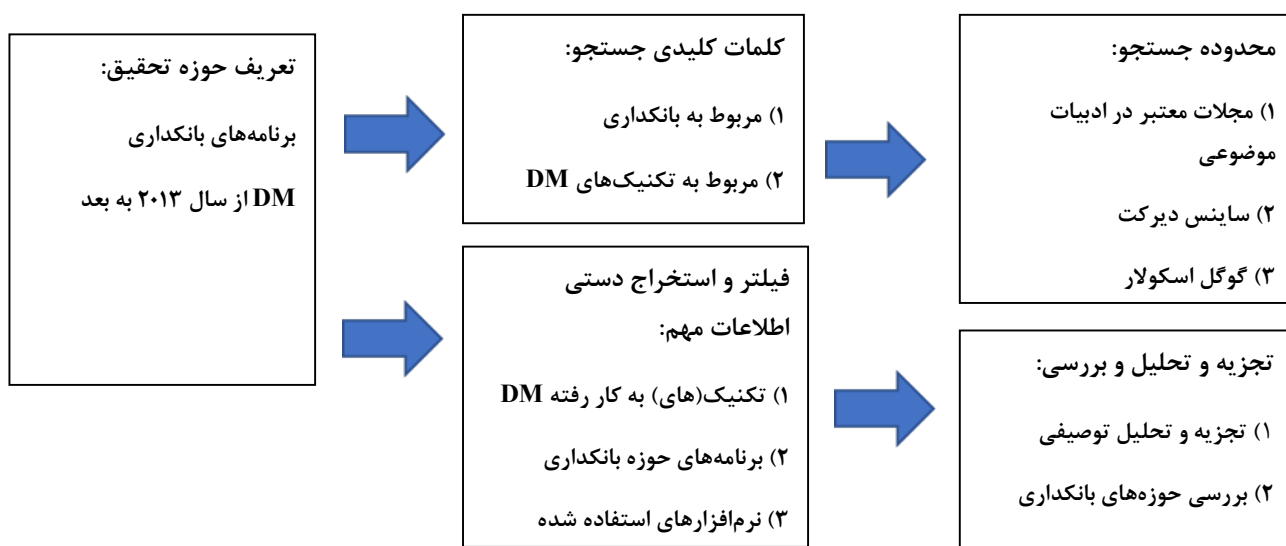 تعریف حوزه تحقیق:
برنامه‌های بانکداری
DM از سال ۲۰۱۳ به بعد
کلمات کلیدی جستجو:
۱) مربوط به بانکداری
۲) مربوط به تکنیک‌های DM
محدوده جستجو:
۱) مجلات معتبر در ادبیات
موضوعی
۲) ساینس دیرکت
۳) گوگل اسکولار
فیلتر و استخراج دستی
اطلاعات مهم:
۱) تکنیک(های) به کار رفته DM
۲) برنامه‌های حوزه بانکداری
۳) نرم‌افزارهای استفاده شده
تجزیه و تحلیل و بررسی:
۱) تجزیه و تحلیل توصیفی
۲) بررسی حوزه‌های بانکداری